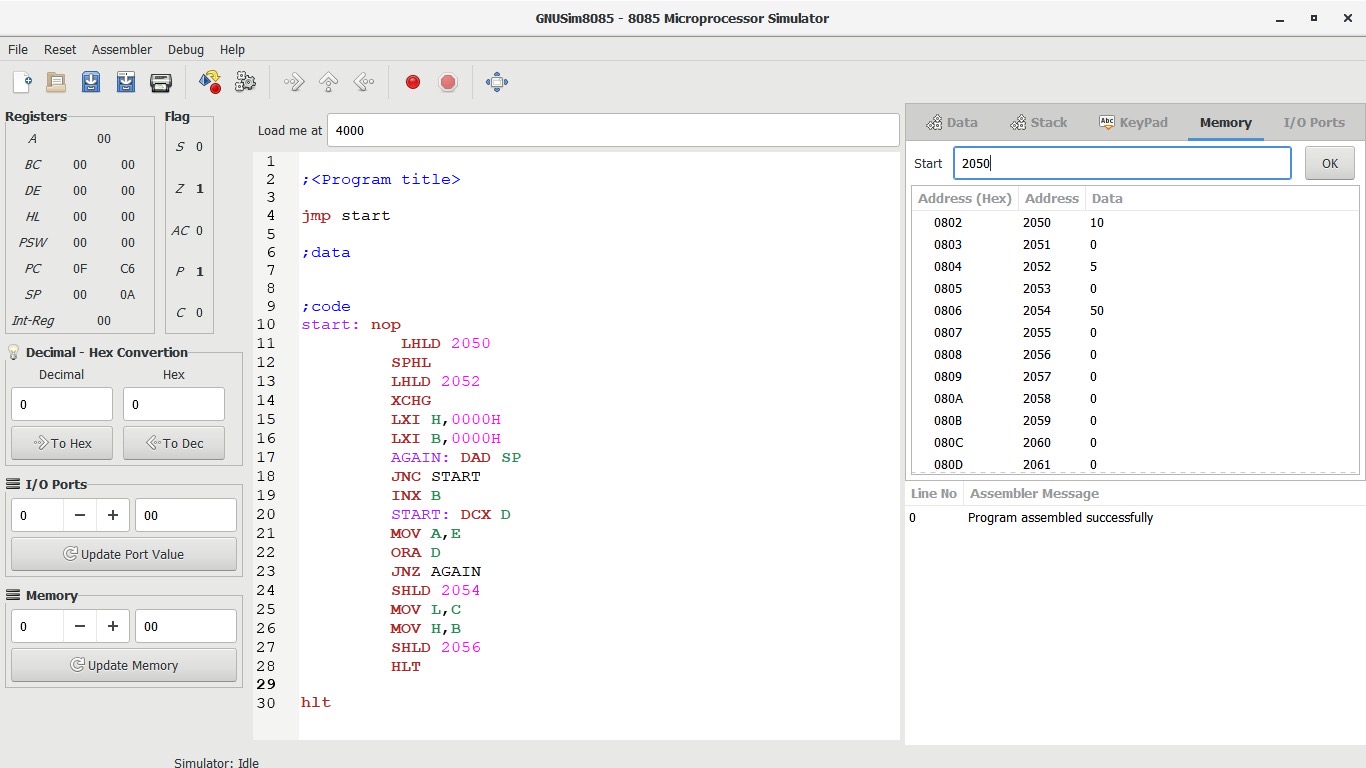 GNUSim8085 - 8085 Microprocessor Simulator
File Reset Assembler Debug Help
Registers
A 00
BC 00 00
DE 00 00
HL 00 00
PSW 00 00
PC 0F C6
SP 00 0A
Int-Reg 00
Flag
S 0
Z 1
AC 0
P 1
C 0
Decimal - Hex Convertion
Decimal Hex
0 0
To Hex To Dec
I/O Ports
0 − + 00
Update Port Value
Memory
0 − + 00
Update Memory
Load me at 4000
1
2 ;<Program title>
3
4 jmp start
5
6 ;data
7
8
9 ;code
10 start: nop
11 LHLD 2050
12 SPHL
13 LHLD 2052
14 XCHG
15 LXI H,0000H
16 LXI B,0000H
17 AGAIN: DAD SP
18 JNC START
19 INX B
20 START: DCX D
21 MOV A,E
22 ORA D
23 JNZ AGAIN
24 SHLD 2054
25 MOV L,C
26 MOV H,B
27 SHLD 2056
28 HLT
29
30 hlt
Data Stack Abc KeyPad Memory I/O Ports
Start 2050 OK
Address (Hex) Address Data
0802 2050 10
0803 2051 0
0804 2052 5
0805 2053 0
0806 2054 50
0807 2055 0
0808 2056 0
0809 2057 0
080A 2058 0
080B 2059 0
080C 2060 0
080D 2061 0
Line No Assembler Message
0 Program assembled successfully
Simulator: Idle